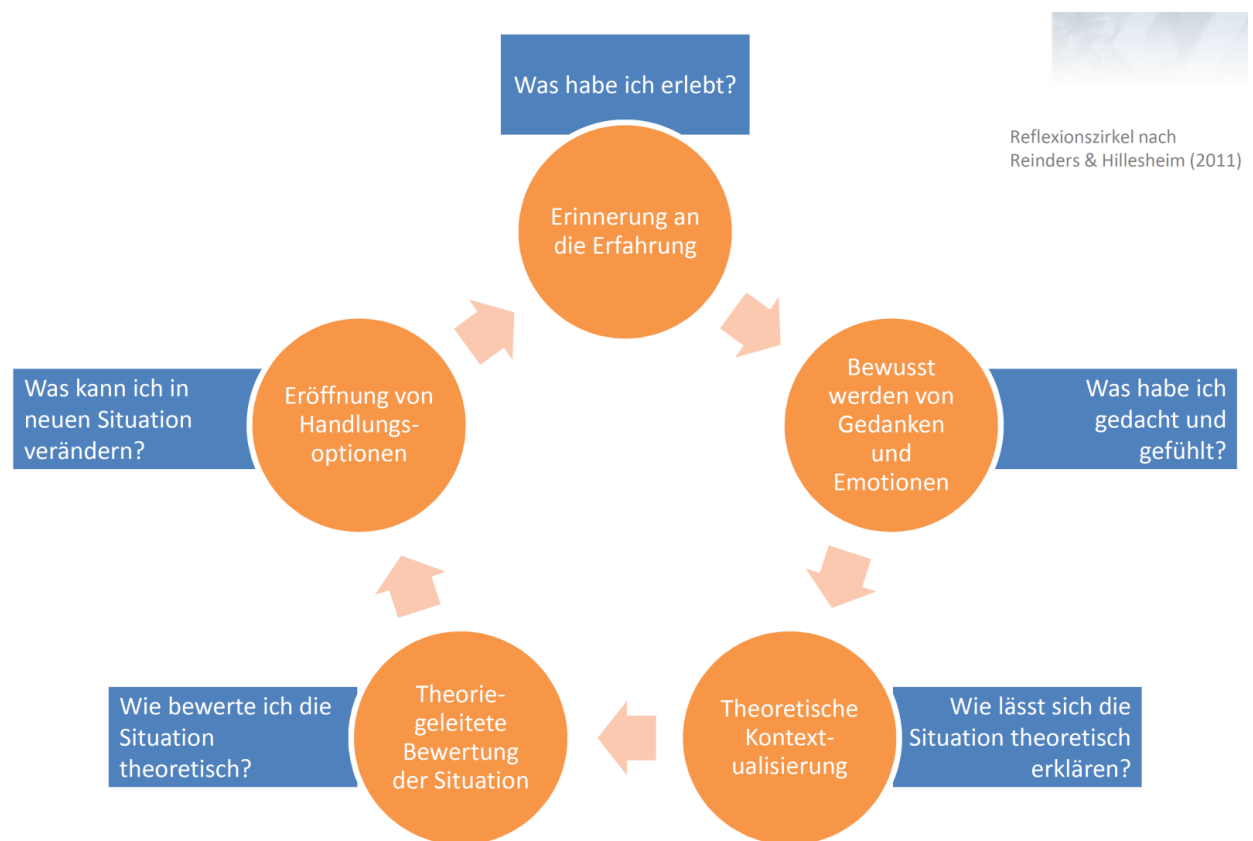 Was habe ich erlebt?
Reflexionszirkel nach
Reinders & Hillesheim (2011)
Erinnerung an
die Erfahrung
Bewusst
werden von
Gedanken
und
Emotionen
Was habe ich
gedacht und
gefühlt?
Theoretische
Kontext-
ualisierung
Wie lässt sich die
Situation theoretisch
erklären?
Theorie-
geleitete
Bewertung
der Situation
Wie bewerte ich die
Situation
theoretisch?
Eröffnung von
Handlungs-
optionen
Was kann ich in
neuen Situation
verändern?